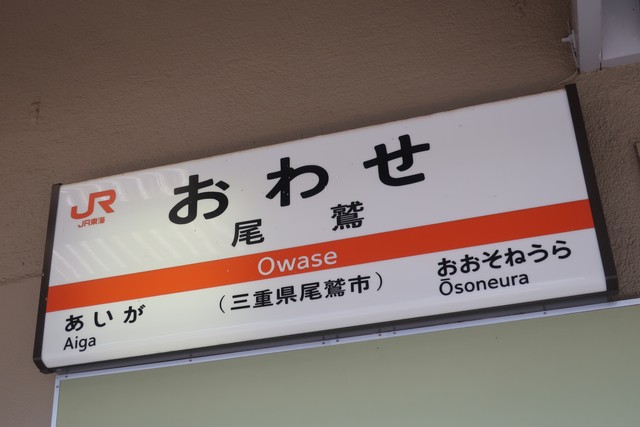 JR
JR東海
おわせ
尾鷲
Owase
(三重県尾鷲市)
あいが
Aiga
おおそねうら
Ōsoneura